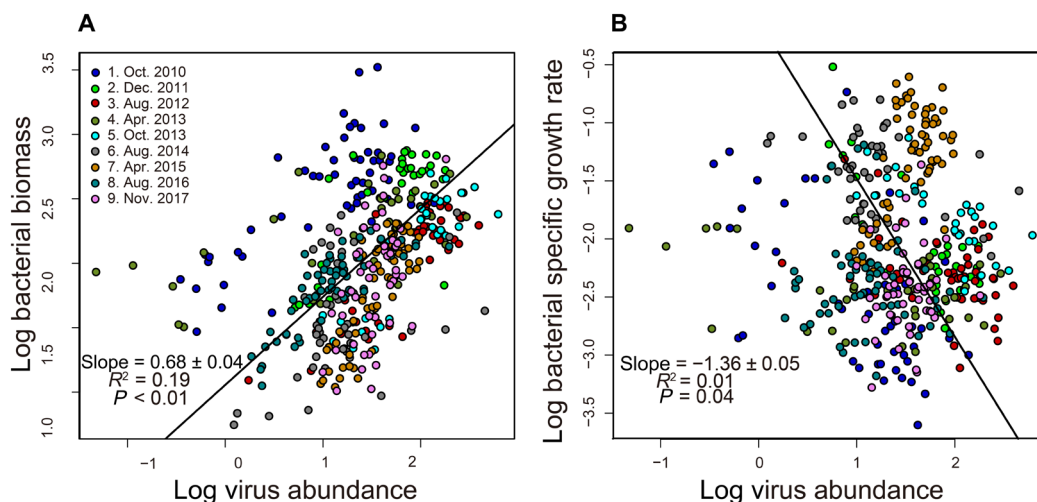 A
Log bacterial biomass
3.5
3.0
2.5
2.0
1.5
1.0
1. Oct. 2010
2. Dec. 2011
3. Aug. 2012
4. Apr. 2013
5. Oct. 2013
6. Aug. 2014
7. Apr. 2015
8. Aug. 2016
9. Nov. 2017
Slope = 0.68 ± 0.04
R² = 0.19
P < 0.01
−1 0 1 2
Log virus abundance
B
Log bacterial specific growth rate
−0.5
−1.0
−1.5
−2.0
−2.5
−3.0
−3.5
Slope = −1.36 ± 0.05
R² = 0.01
P = 0.04
−1 0 1 2
Log virus abundance